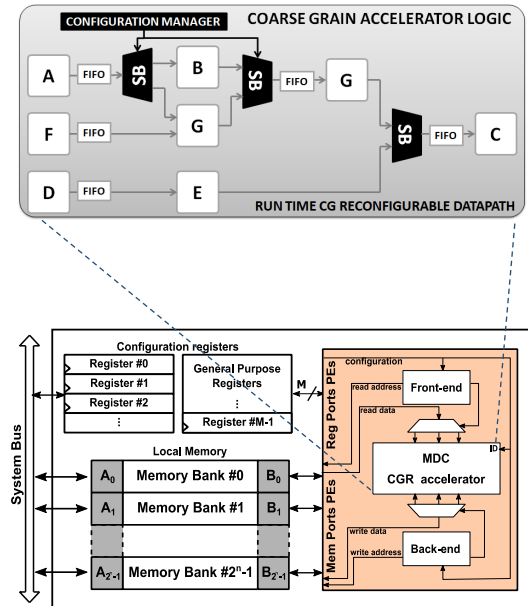 CONFIGURATION MANAGER
COARSE GRAIN ACCELERATOR LOGIC
A
FIFO
SB
B
SB
FIFO
G
F
FIFO
G
SB
FIFO
C
D
FIFO
E
RUN TIME CG RECONFIGURABLE DATAPATH
System Bus
Configuration registers
Register #0
Register #1
Register #2
...
General Purpose
Registers
...
Register #M-1
M
Local Memory
A0 Memory Bank #0 B0
A1 Memory Bank #1 B1
A2n-1 Memory Bank #2n-1 B2n-1
Reg Ports PEs
Mem Ports PEs
configuration
read address
Front-end
read data
ID
MDC
CGR accelerator
write data
write address
Back-end